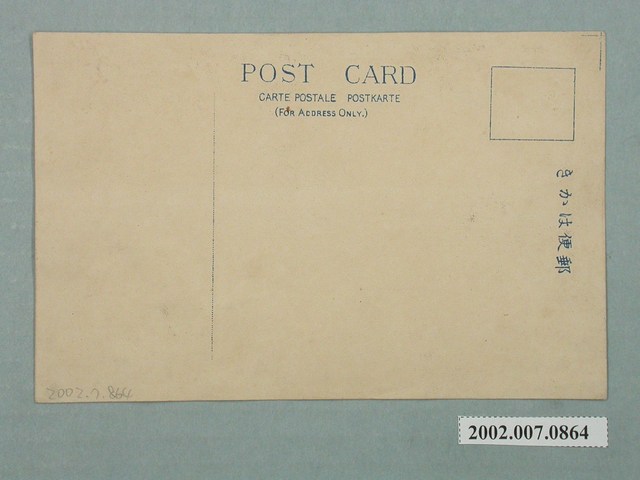 POST CARD
CARTE POSTALE POSTKARTE
(FOR ADDRESS ONLY.)
きかは便郵
2002.7.864
2002.007.0864